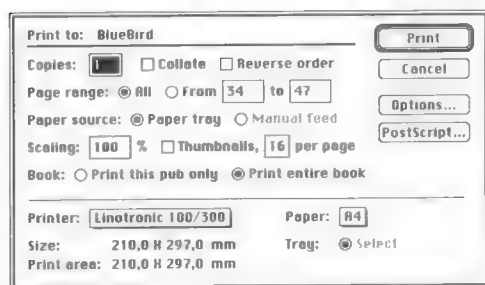 Print to: BlueBird
Print
Copies: 1 Collate Reverse order
Cancel
Page range: All From 34 to 47
Options...
Paper source: Paper tray Manual feed
PostScript...
Scaling: 100 % Thumbnails, 16 per page
Book: Print this pub only Print entire book
Printer: Linotronic 100/300 Paper: A4
Size: 210,0 X 297,0 mm Tray: Select
Print area: 210,0 X 297,0 mm